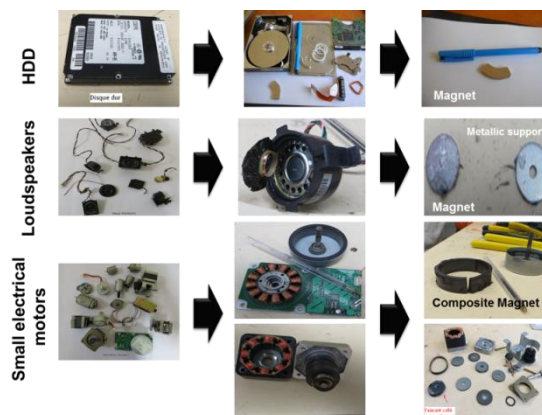 HDD
Disque dur
Magnet
Loudspeakers
Metallic support
Magnet
Small electrical
motors
Composite Magnet